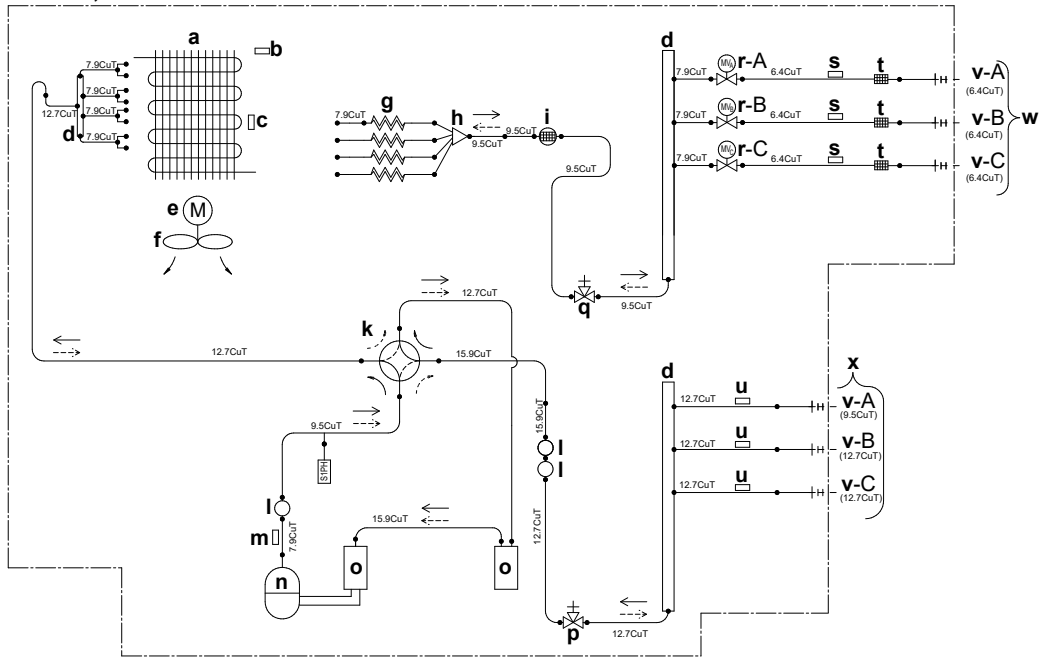 a
b
7.9CuT
7.9CuT
12.7CuT
7.9CuT
c
d
7.9CuT
e M
f
g
7.9CuT
h
i
9.5CuT
9.5CuT
9.5CuT
q
9.5CuT
d
7.9CuT
MVA
r-A
6.4CuT
s
t
v-A
(6.4CuT)
7.9CuT
MVB
r-B
6.4CuT
s
t
v-B
(6.4CuT)
w
7.9CuT
MVC
r-C
6.4CuT
s
t
v-C
(6.4CuT)
k
12.7CuT
12.7CuT
15.9CuT
15.9CuT
l
l
12.7CuT
9.5CuT
S1PH
l
m
7.9CuT
n
15.9CuT
o
o
p
12.7CuT
d
12.7CuT
u
x
v-A
(9.5CuT)
12.7CuT
u
v-B
(12.7CuT)
12.7CuT
u
v-C
(12.7CuT)